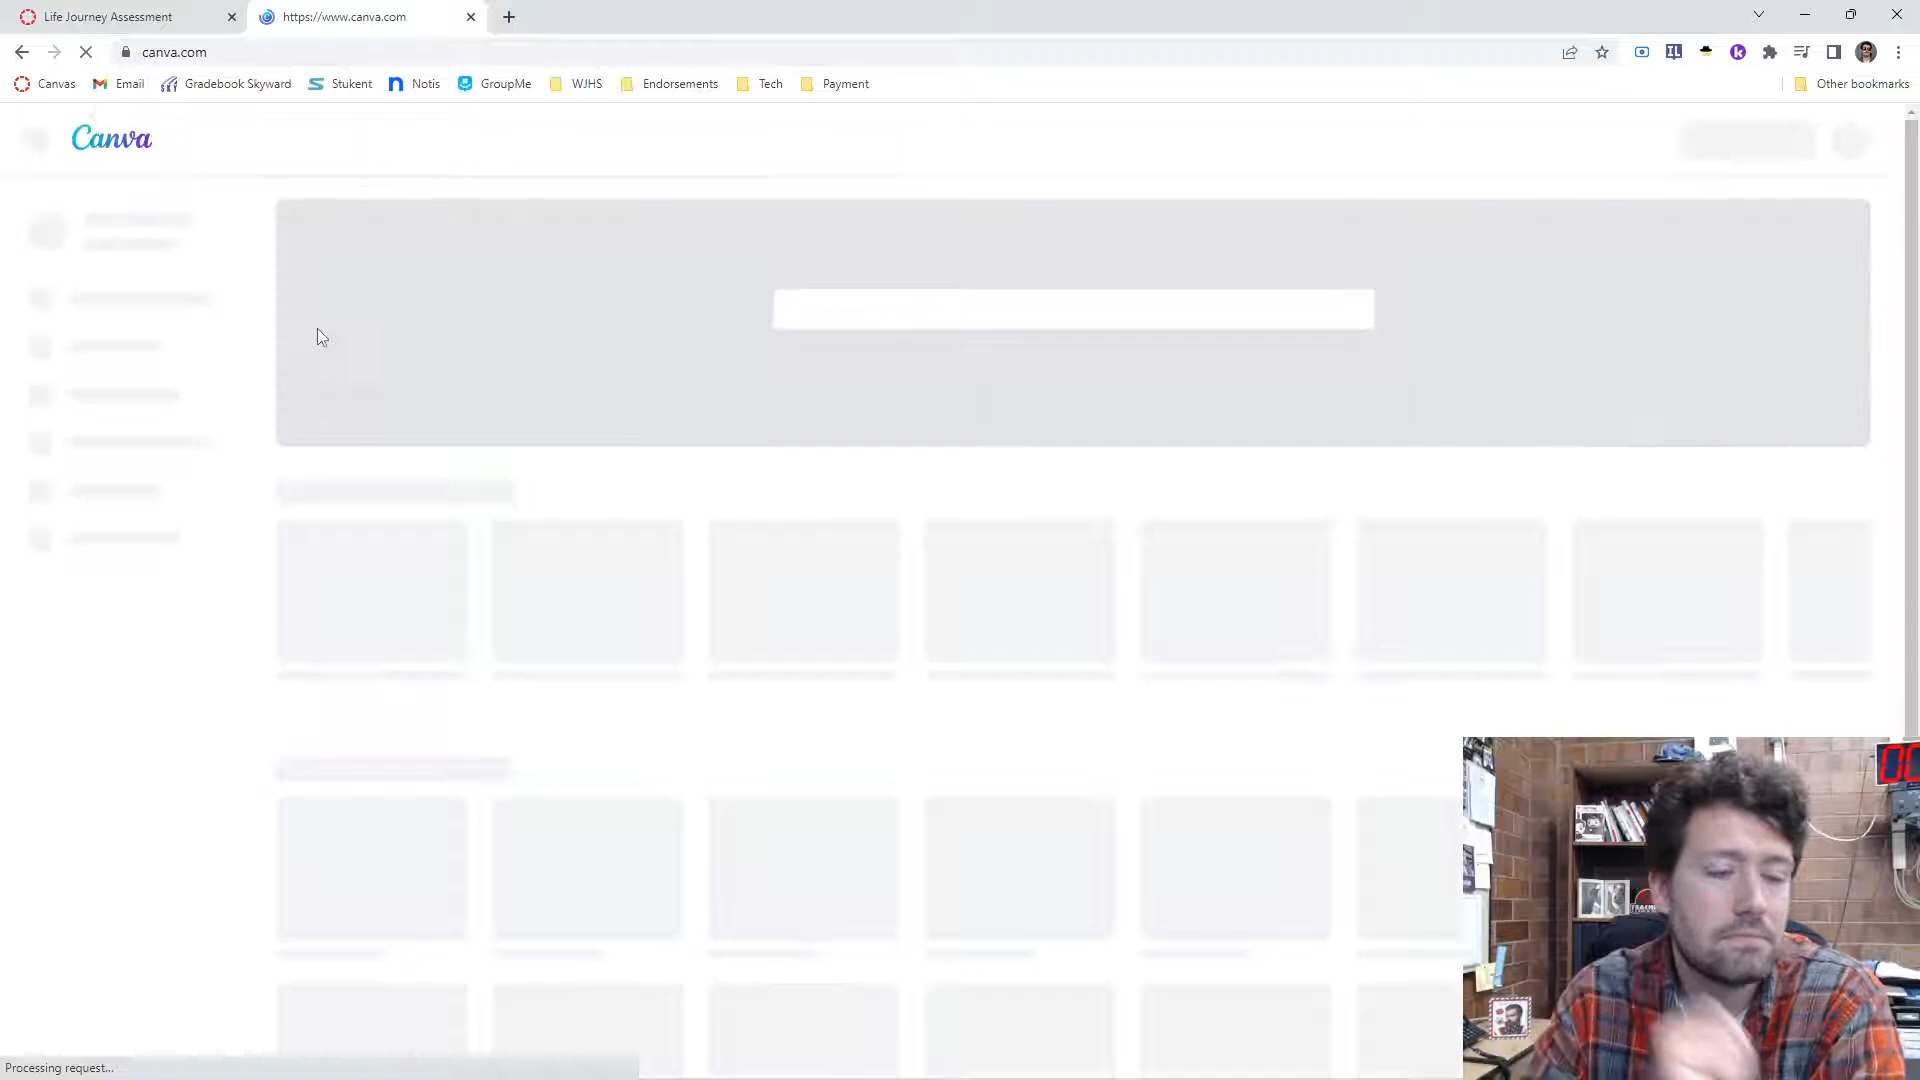 Life Journey Assessment
https://www.canva.com
canva.com
Canvas
Email
Gradebook Skyward
Stukent
Notis
GroupMe
WJHS
Endorsements
Tech
Payment
Other bookmarks
Canva
Processing request...